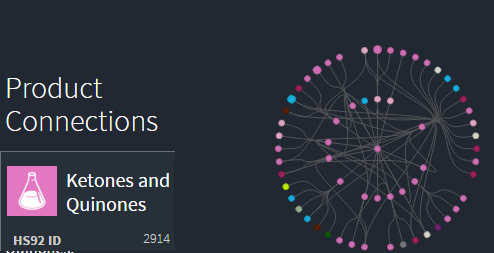 Product
Connections
Ketones and
Quinones
HS92 ID
2914